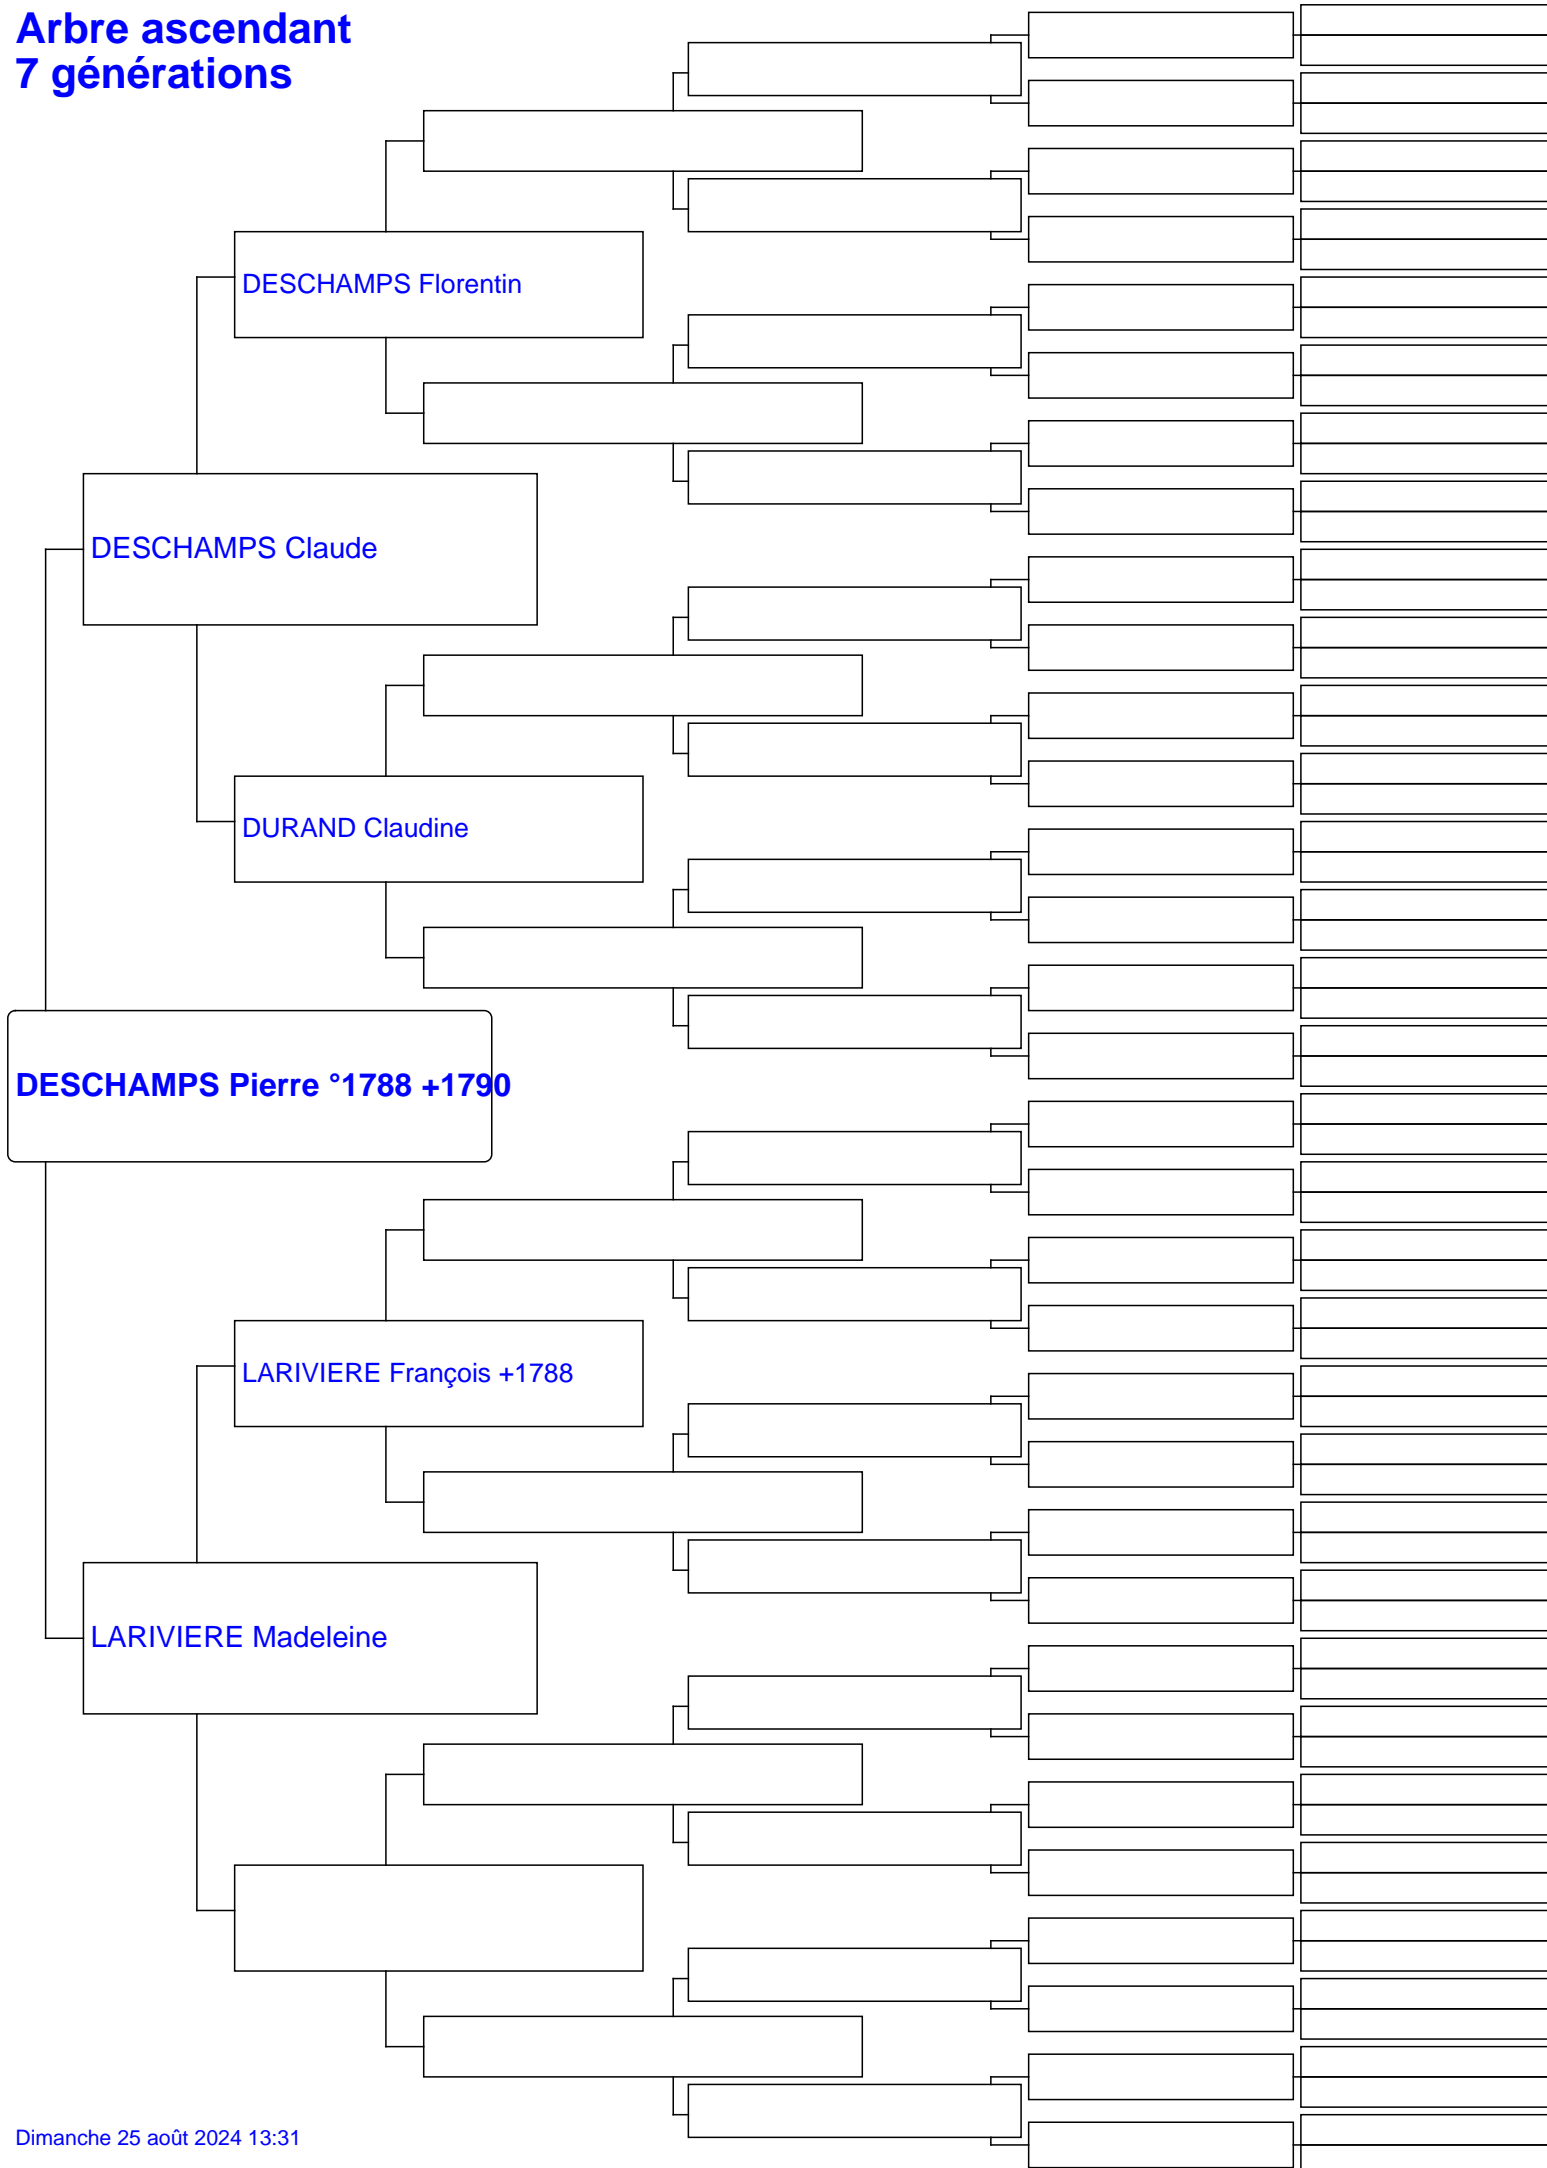 Arbre ascendant
7 générations
DESCHAMPS Florentin
DESCHAMPS Claude
DURAND Claudine
DESCHAMPS Pierre °1788 +1790
LARIVIERE François +1788
LARIVIERE Madeleine
Dimanche 25 août 2024 13:31